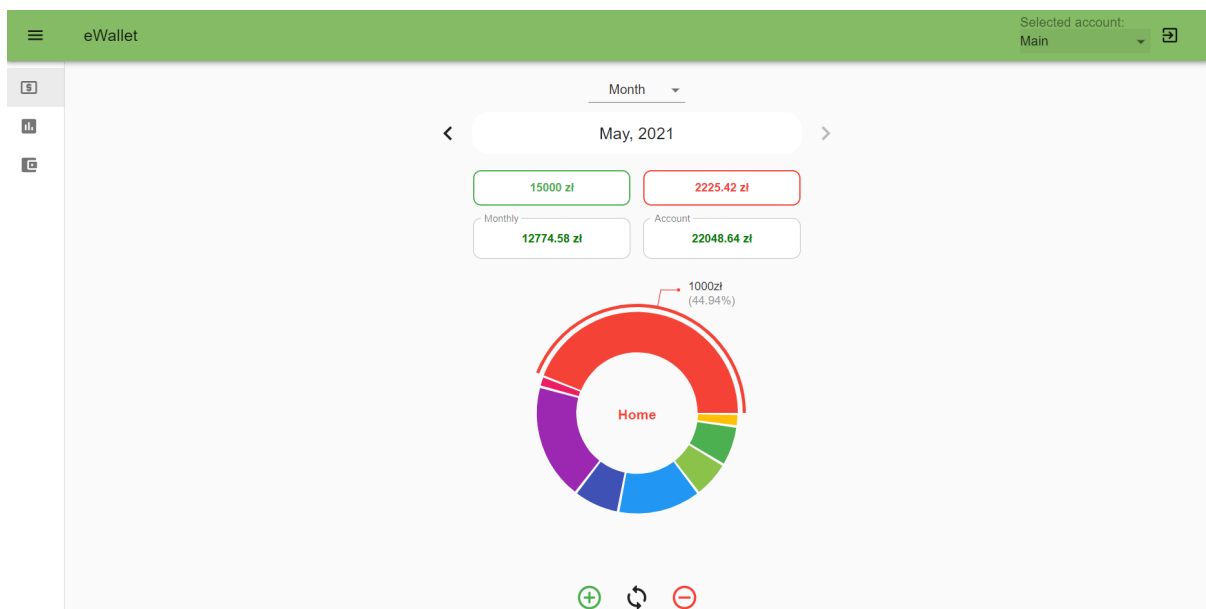 eWallet
Selected account:
Main
Month
May, 2021
15000 zł
2225.42 zł
Monthly
12774.58 zł
Account
22048.64 zł
1000zł
(44.94%)
Home